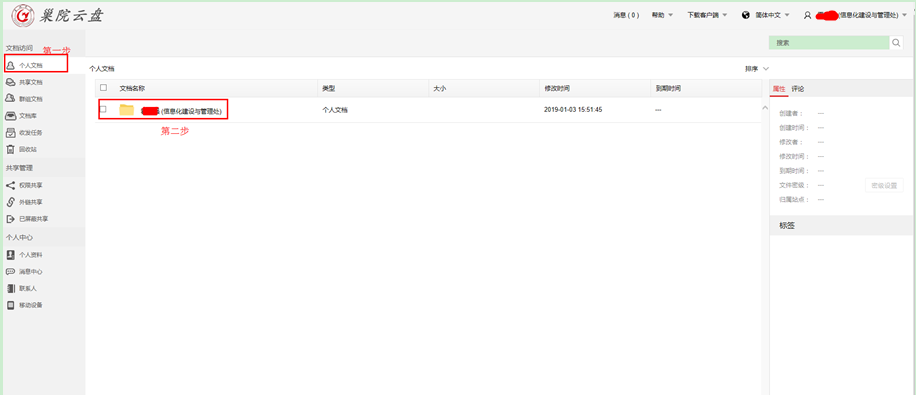 巢院云盘
消息 ( 0 ) 帮助 下载客户端 简体中文 (信息化建设与管理处)
搜索
文档访问
第一步
个人文档
共享文档
群组文档
文档库
收发任务
回收站
共享管理
权限共享
外链共享
已屏蔽共享
个人中心
个人资料
消息中心
联系人
移动设备
个人文档 排序
文档名称 类型 大小 修改时间 到期时间
(信息化建设与管理处) 个人文档 2019-01-03 15:51:45 ---
第二步
属性 评论
创建者： ---
创建时间： ---
修改者： ---
修改时间： ---
到期时间： ---
文件密级： --- 密级设置
归属站点： ---
标签